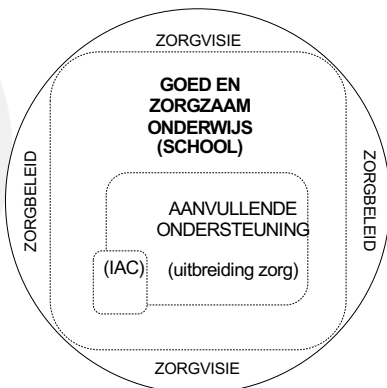 ZORGVISIE
GOED EN
ZORGZAAM
ONDERWIJS
(SCHOOL)
ZORGBELEID
ZORGBELEID
AANVULLENDE
ONDERSTEUNING
(IAC)
(uitbreiding zorg)
ZORGVISIE